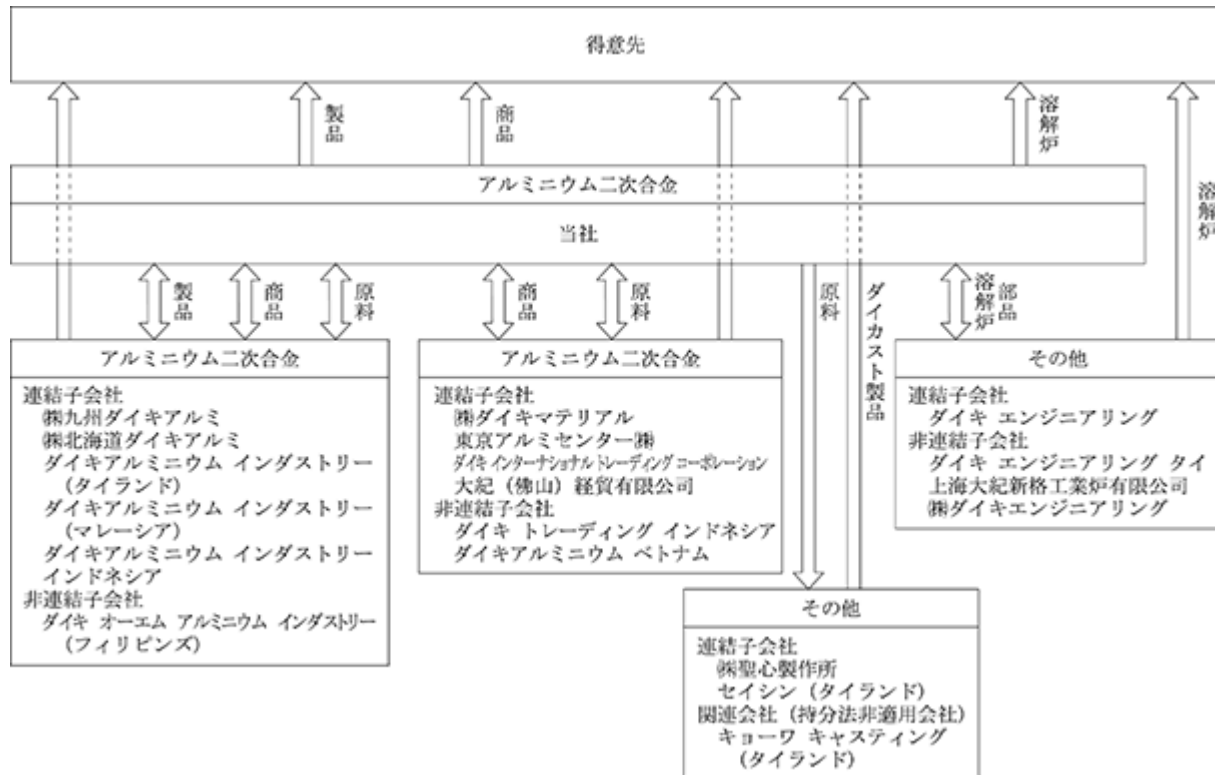 得意先
製品
商品
溶解炉
溶解炉
アルミニウム二次合金
当社
製品
商品
原料
商品
原料
原料
ダイカスト製品
溶解炉
部品
アルミニウム二次合金
連結子会社
㈱九州ダイキアルミ
㈱北海道ダイキアルミ
ダイキアルミニウム インダストリー
(タイランド)
ダイキアルミニウム インダストリー
(マレーシア)
ダイキアルミニウム インダストリー
インドネシア
非連結子会社
ダイキ オーエム アルミニウム インダストリー
(フィリピンズ)
アルミニウム二次合金
連結子会社
㈱ダイキマテリアル
東京アルミセンター㈱
ダイキ インターナショナル トレーディング コーポレーション
大紀（佛山）経貿有限公司
非連結子会社
ダイキ トレーディング インドネシア
ダイキアルミニウム ベトナム
その他
連結子会社
ダイキ エンジニアリング
非連結子会社
ダイキ エンジニアリング タイ
上海大紀新格工業炉有限公司
㈱ダイキエンジニアリング
その他
連結子会社
㈱聖心製作所
セイシン（タイランド）
関連会社（持分法非適用会社）
キョーワ キャスティング
（タイランド）